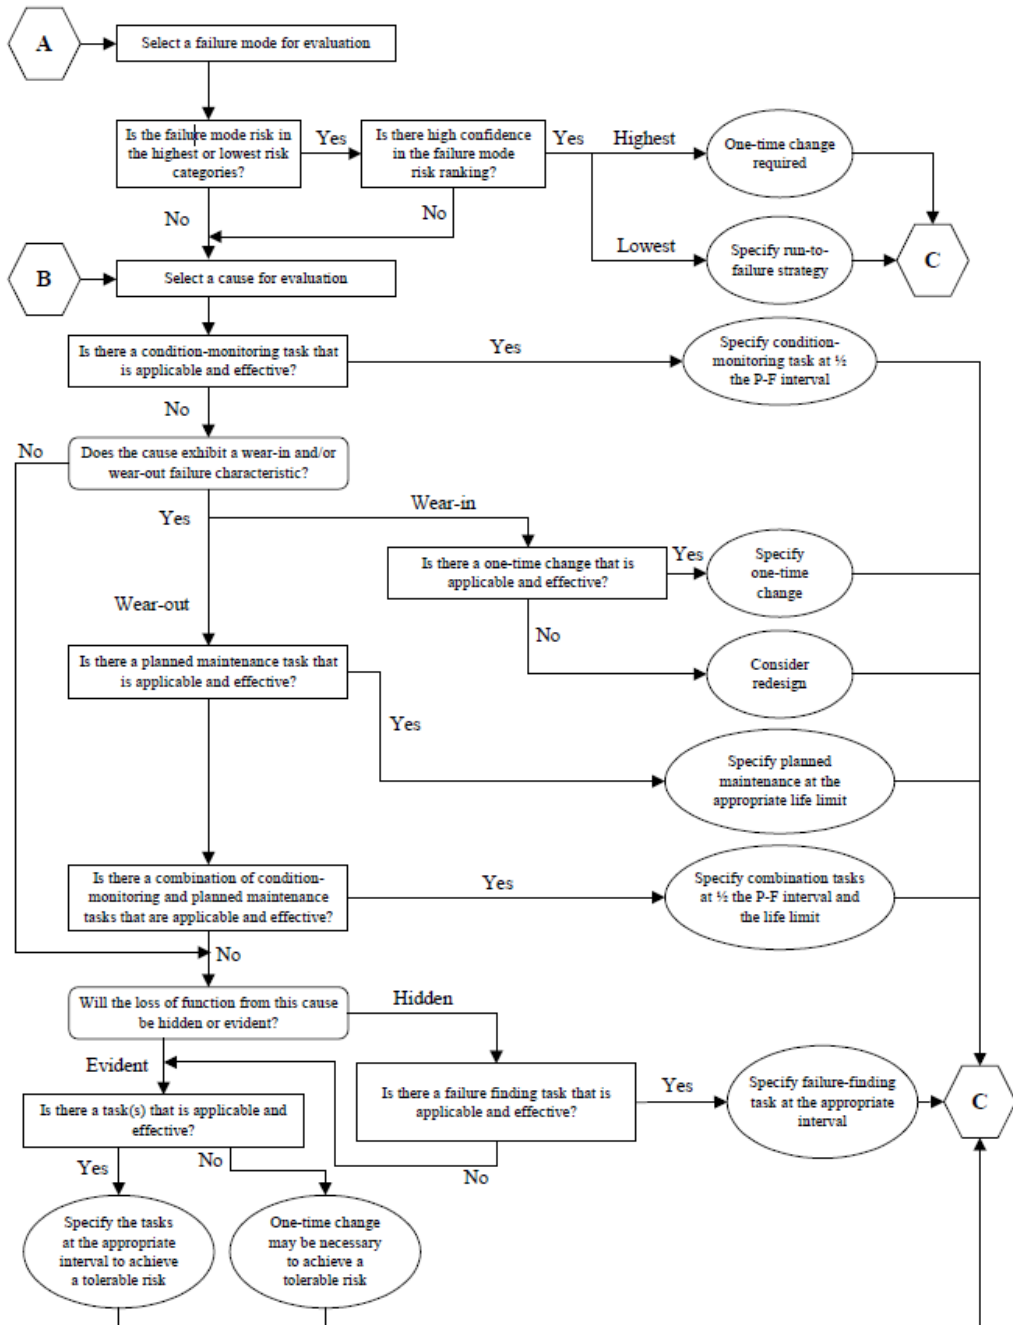 A
Select a failure mode for evaluation
Is the failure mode risk in
the highest or lowest risk
categories?
Yes
Is there high confidence
in the failure mode
risk ranking?
Yes
Highest
One-time change
required
No
No
Lowest
Specify run-to-
failure strategy
C
B
Select a cause for evaluation
Is there a condition-monitoring task that
is applicable and effective?
Yes
Specify condition-
monitoring task at ½
the P-F interval
No
No
Does the cause exhibit a wear-in and/or
wear-out failure characteristic?
Yes
Wear-in
Is there a one-time change that is
applicable and effective?
Yes
Specify
one-time
change
Wear-out
No
Consider
redesign
Is there a planned maintenance task that
is applicable and effective?
Yes
Specify planned
maintenance at the
appropriate life limit
Is there a combination of condition-
monitoring and planned maintenance
tasks that are applicable and effective?
Yes
Specify combination tasks
at ½ the P-F interval and
the life limit
No
Will the loss of function from this cause
be hidden or evident?
Hidden
Evident
Is there a failure finding task that is
applicable and effective?
Yes
Specify failure-finding
task at the appropriate
interval
C
Is there a task(s) that is applicable and
effective?
Yes
No
No
Specify the tasks
at the appropriate
interval to achieve
a tolerable risk
One-time change
may be necessary
to achieve a
tolerable risk